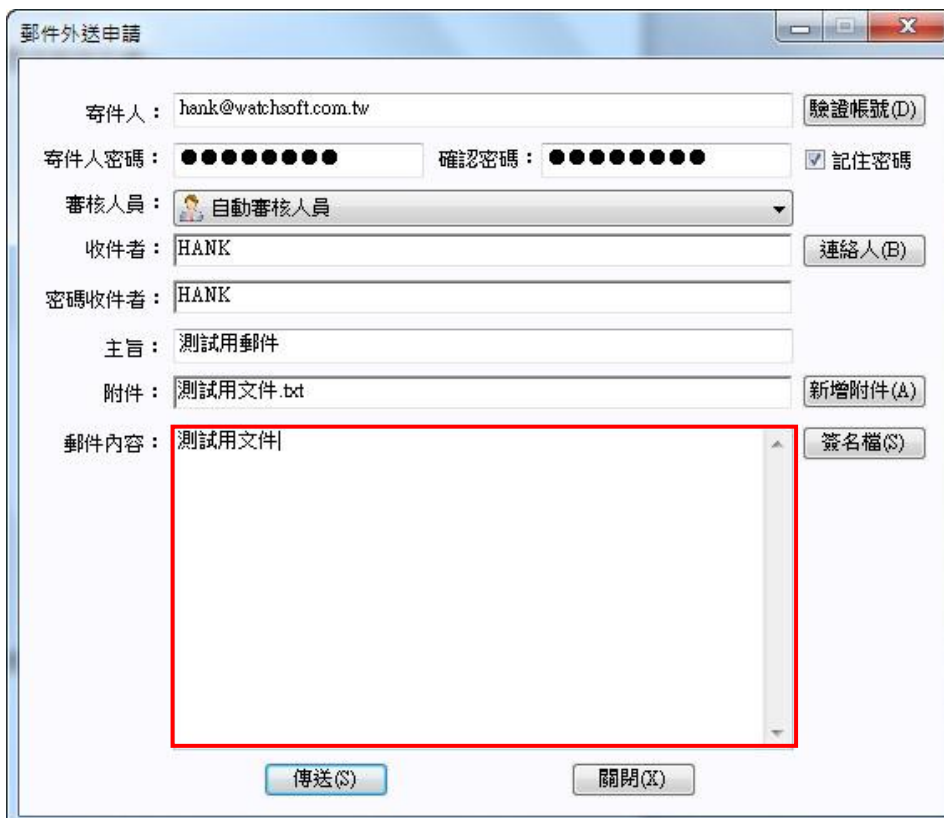 郵件外送申請
寄件人： hank@watchsoft.com.tw 驗證帳號(D)
寄件人密碼： ●●●●●●●● 確認密碼： ●●●●●●●● 記住密碼
審核人員： 自動審核人員
收件者： HANK 連絡人(B)
密碼收件者： HANK
主旨： 測試用郵件
附件： 測試用文件.txt 新增附件(A)
郵件內容： 測試用文件 簽名檔(S)
傳送(S) 關閉(X)